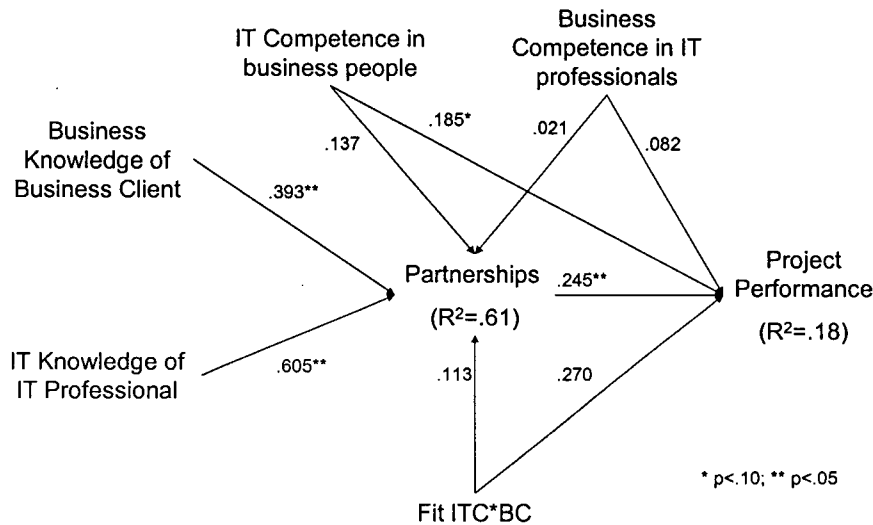 Business
Competence in IT
professionals
IT Competence in
business people
.185*
.021
.082
.137
Business
Knowledge of
Business Client
.393**
Partnerships
(R²=.61)
.245**
Project
Performance
(R²=.18)
IT Knowledge of
IT Professional
.605**
.113
.270
* p<.10; ** p<.05
Fit ITC*BC